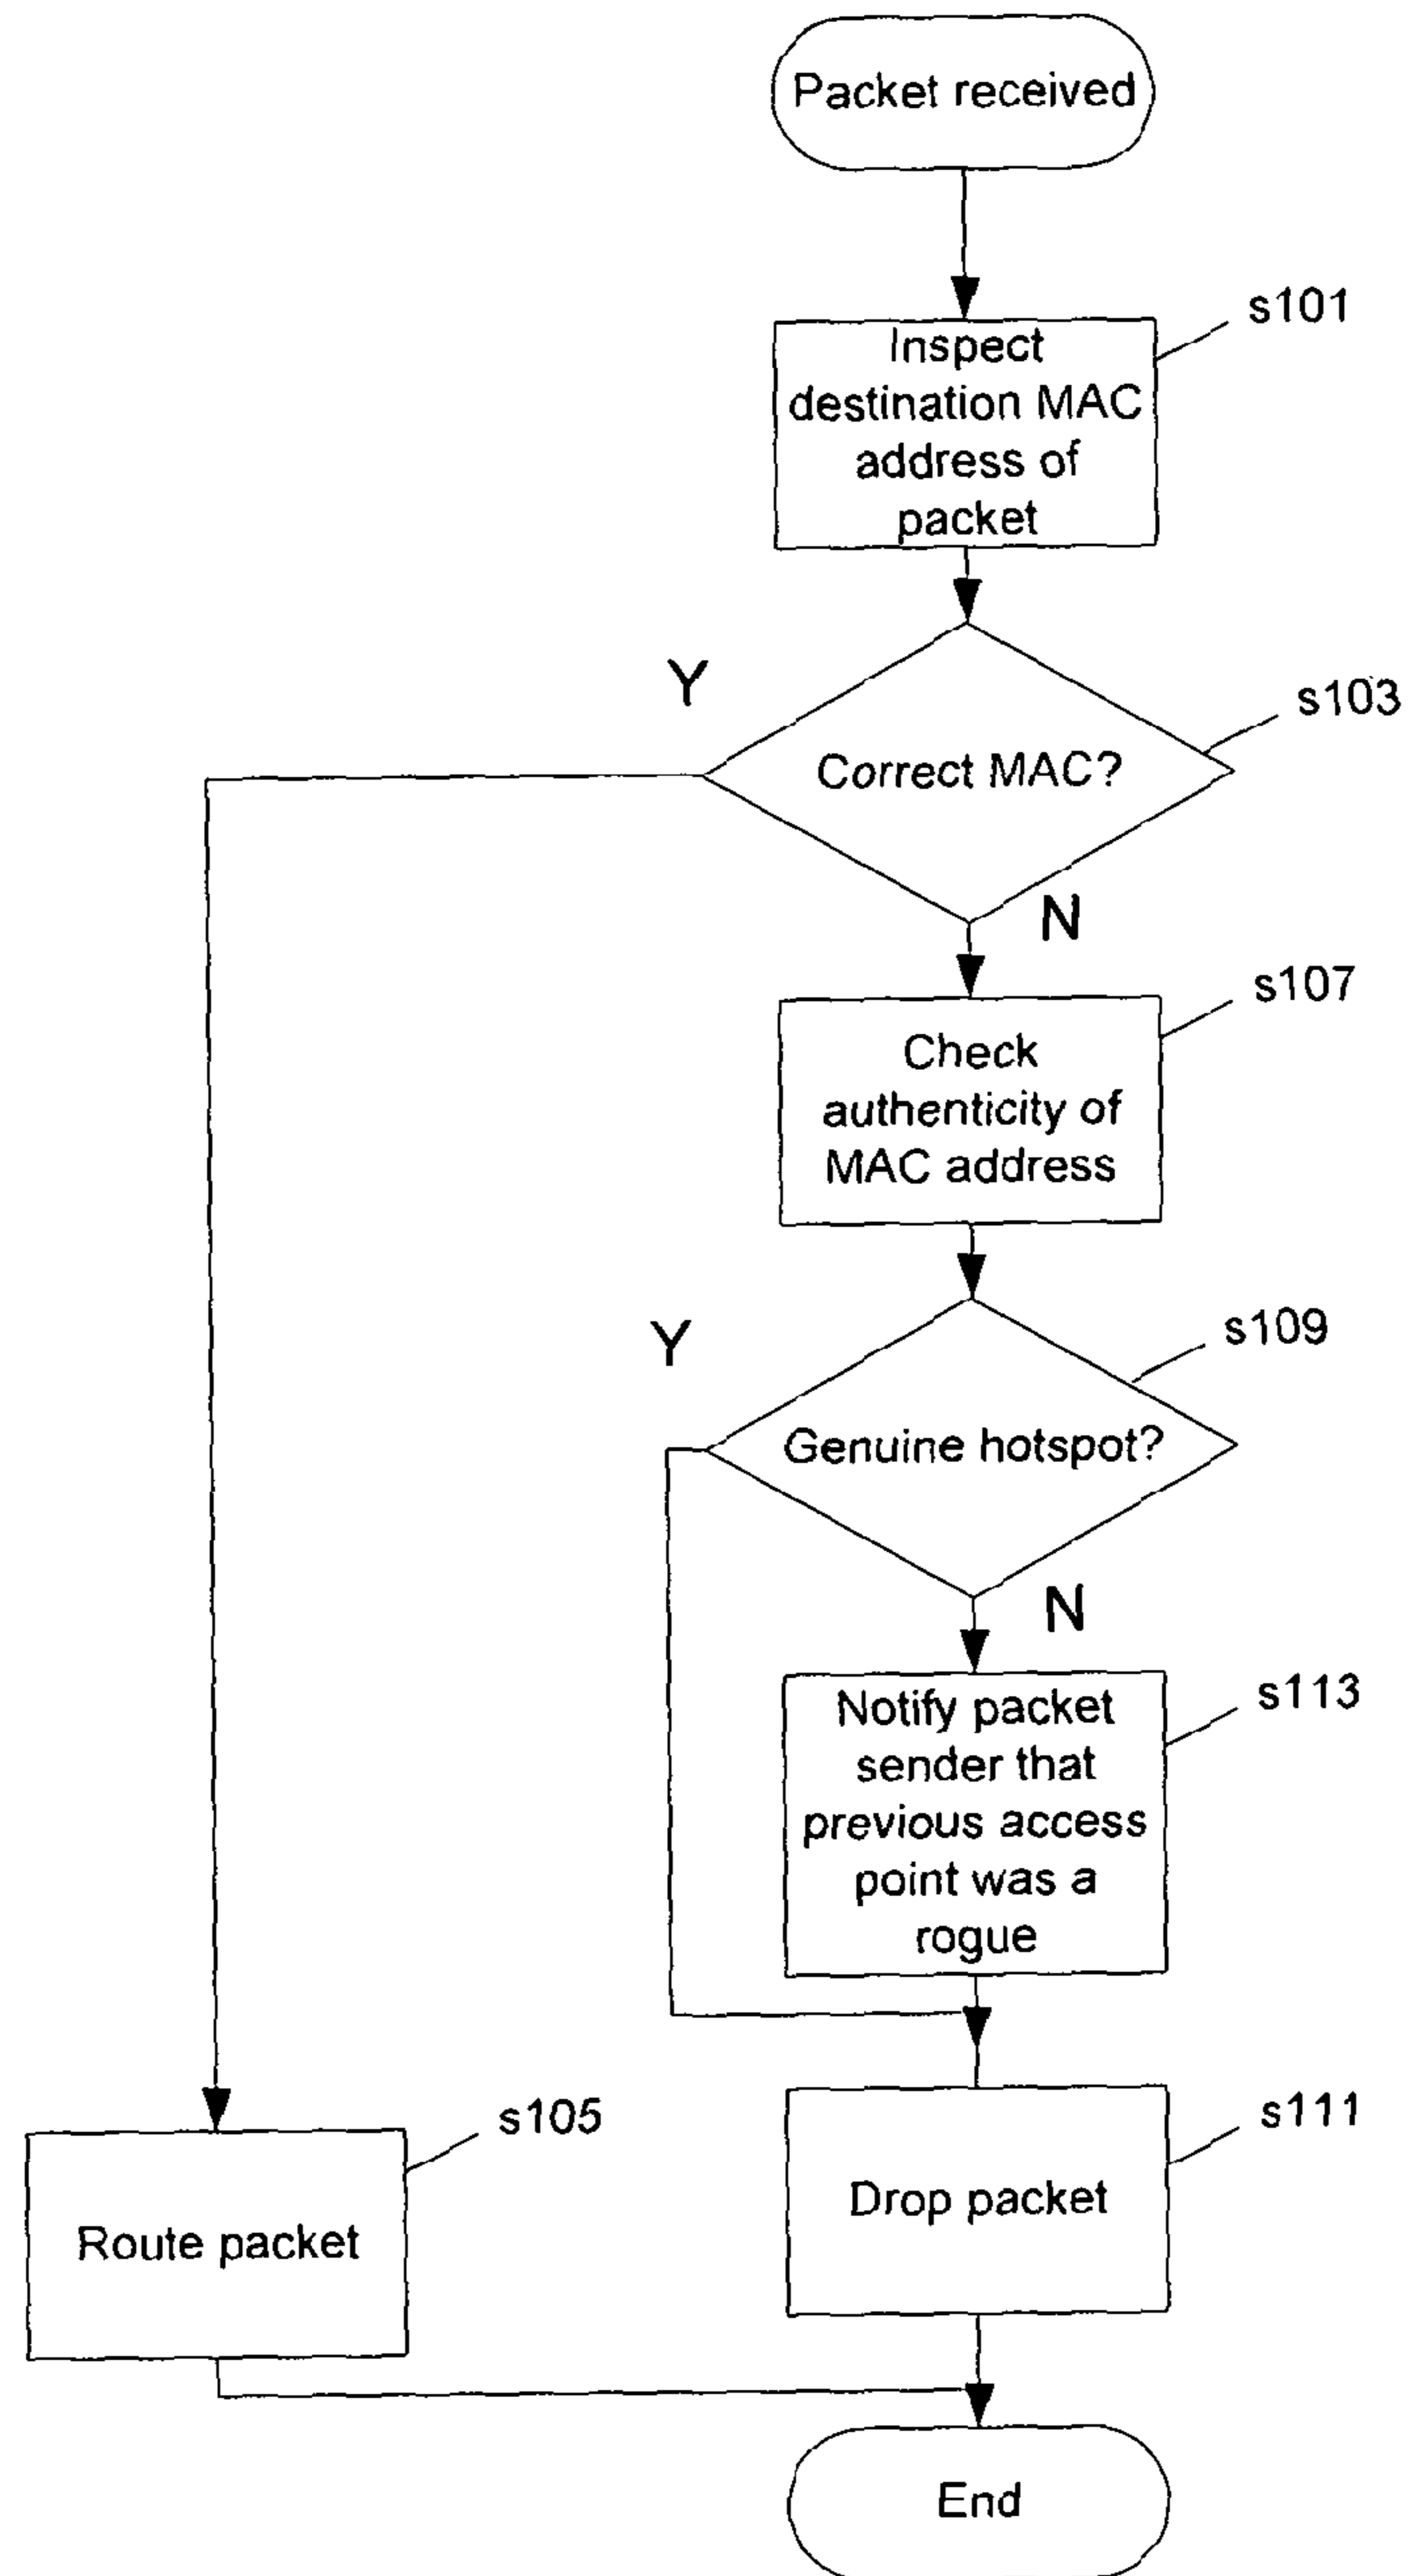 Packet received
s101
Inspect
destination MAC
address of
packet
Y
s103
Correct MAC?
N
s107
Check
authenticity of
MAC address
Y
s109
Genuine hotspot?
N
s113
Notify packet
sender that
previous access
point was a
rogue
s105
Route packet
s111
Drop packet
End